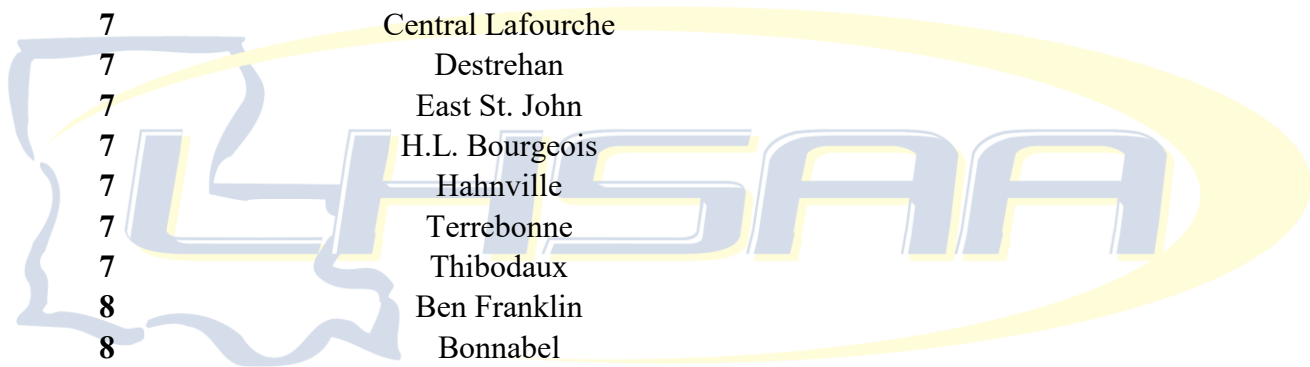 7 Central Lafourche
7 Destrehan
7 East St. John
7 H.L. Bourgeois
7 Hahnville
7 Terrebonne
7 Thibodaux
8 Ben Franklin
8 Bonnabel
LHSAA